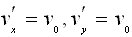 v'ₓ = v₀, v'ᵧ = v₀